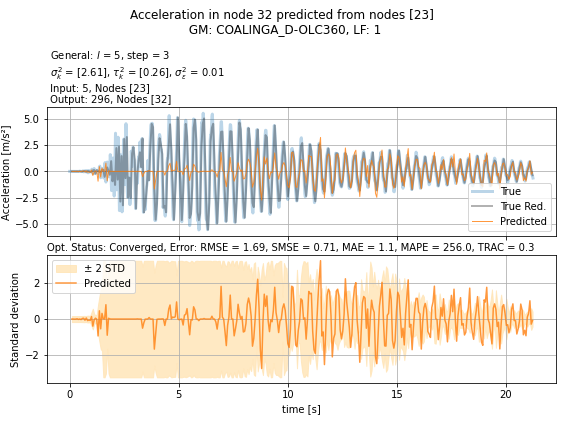 Acceleration in node 32 predicted from nodes [23]
GM: COALINGA_D-OLC360, LF: 1
General: l = 5, step = 3
σ²ₖ = [2.61], τ²ₖ = [0.26], σ²ε = 0.01
Input: 5, Nodes [23]
Output: 296, Nodes [32]
Acceleration [m/s²]
5.0
2.5
0.0
−2.5
−5.0
True
True Red.
Predicted
Opt. Status: Converged, Error: RMSE = 1.69, SMSE = 0.71, MAE = 1.1, MAPE = 256.0, TRAC = 0.3
Standard deviation
2
0
−2
± 2 STD
Predicted
0 5 10 15 20
time [s]